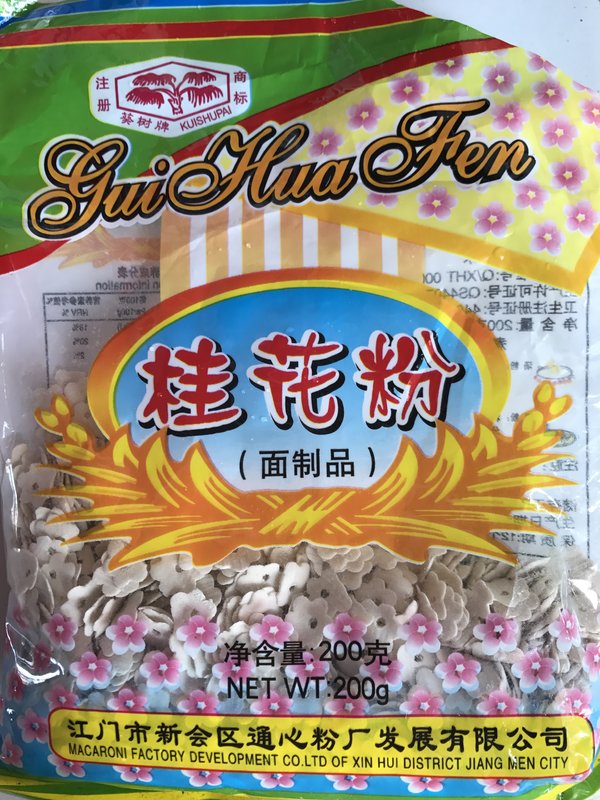 注册
商标
葵树牌 KUISHUPAI
Gui Hua Fen
桂花粉
(面制品)
净含量:200克
NET WT:200g
江门市新会区通心粉厂发展有限公司
MACARONI FACTORY DEVELOPMENT CO.LTD OF XIN HUI DISTRICT JIANG MEN CITY